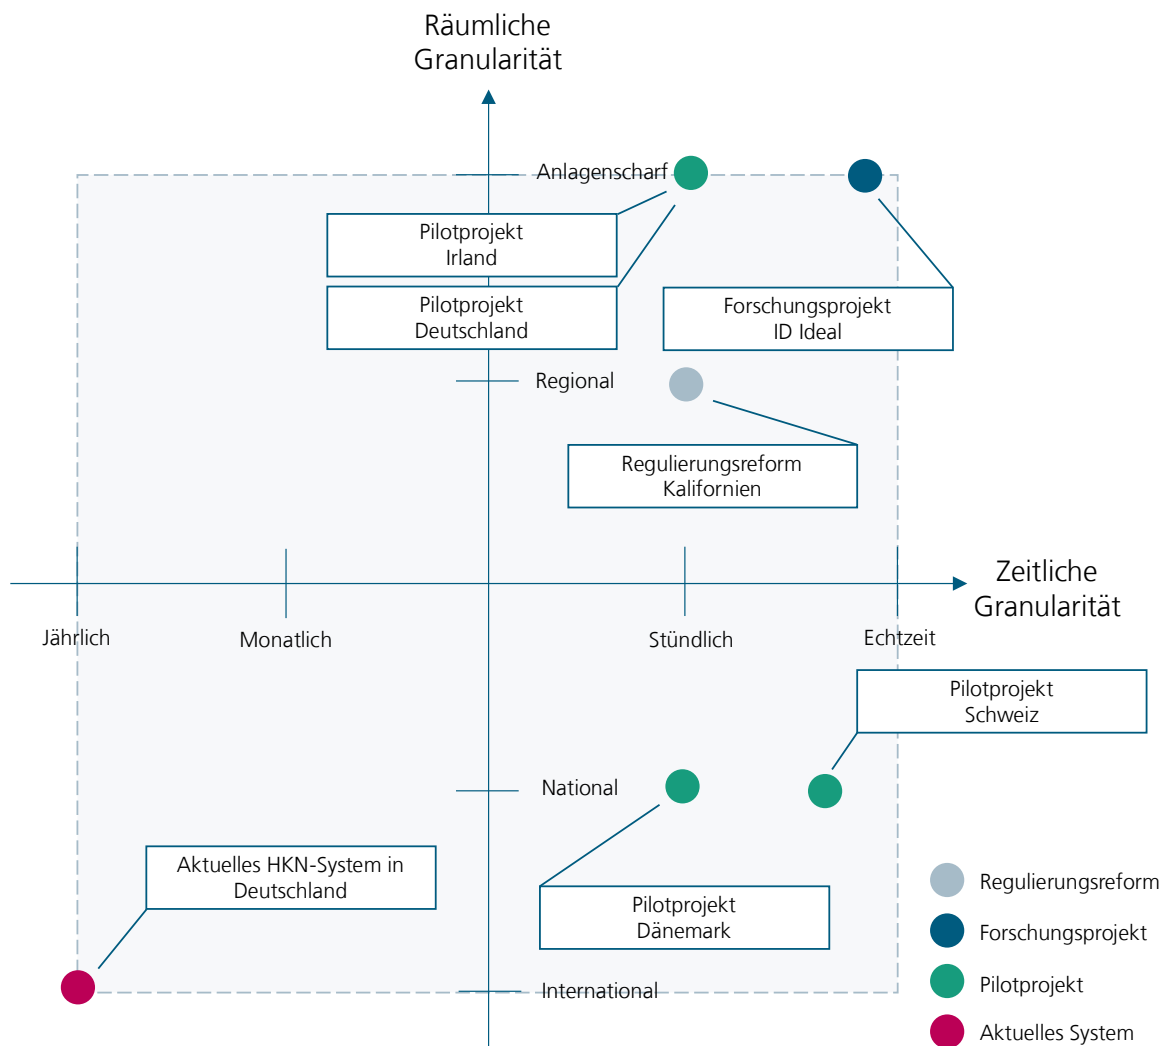 Räumliche
Granularität
Anlagenscharf
Pilotprojekt
Irland
Pilotprojekt
Deutschland
Forschungsprojekt
ID Ideal
Regional
Regulierungsreform
Kalifornien
Zeitliche
Granularität
Jährlich
Monatlich
Stündlich
Echtzeit
Pilotprojekt
Schweiz
National
Aktuelles HKN-System in
Deutschland
Pilotprojekt
Dänemark
International
Regulierungsreform
Forschungsprojekt
Pilotprojekt
Aktuelles System